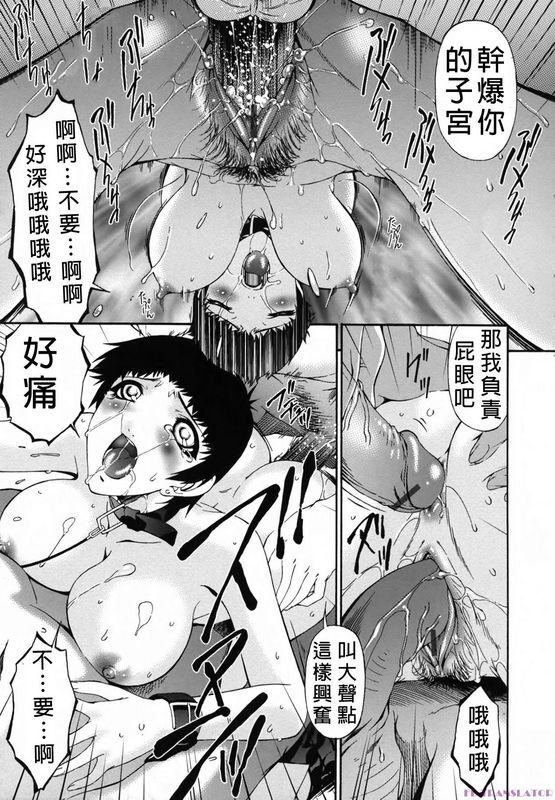 幹爆你
的子宮
啊啊…不要…啊啊
好深哦哦哦哦
那我負責
屁眼吧
好痛
叫大聲點
這樣興奮
不…要…啊
哦哦哦